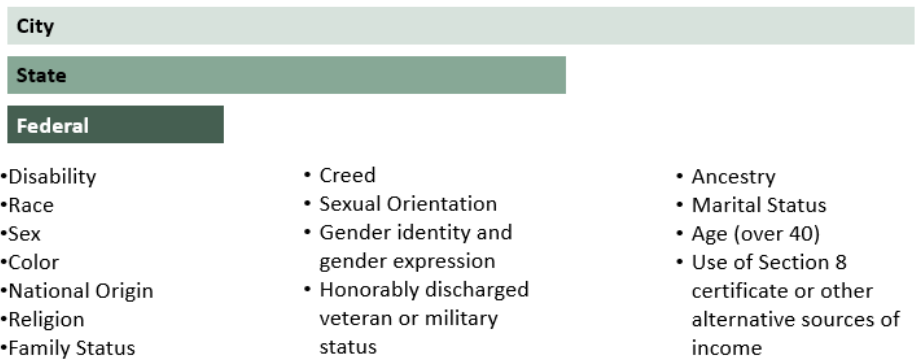 City
State
Federal
•Disability
•Race
•Sex
•Color
•National Origin
•Religion
•Family Status
• Creed
• Sexual Orientation
• Gender identity and
gender expression
• Honorably discharged
veteran or military
status
• Ancestry
• Marital Status
• Age (over 40)
• Use of Section 8
certificate or other
alternative sources of
income